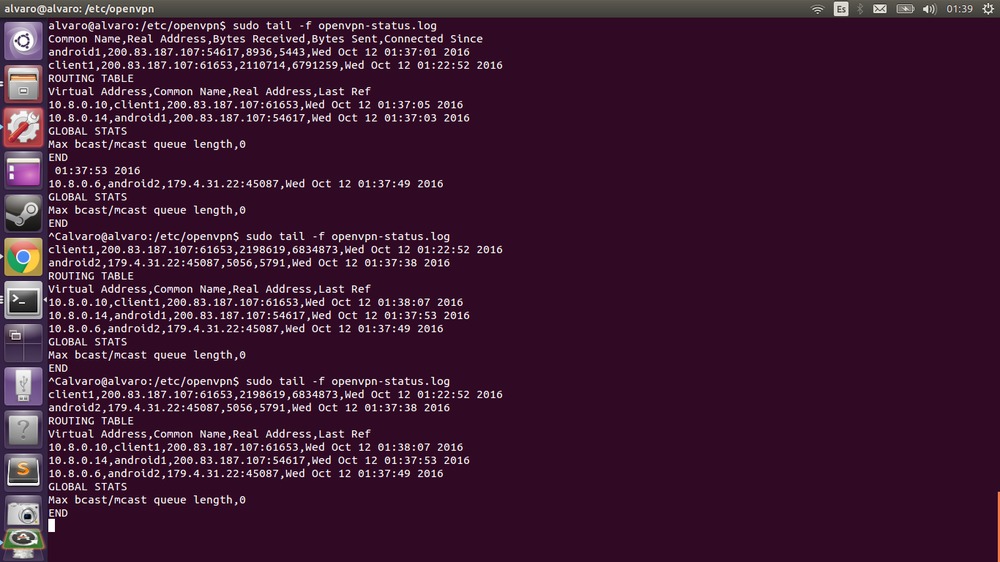 alvaro@alvaro: /etc/openvpn
Es
01:39
alvaro@alvaro:/etc/openvpn$ sudo tail -f openvpn-status.log
Common Name,Real Address,Bytes Received,Bytes Sent,Connected Since
android1,200.83.187.107:54617,8936,5443,Wed Oct 12 01:37:01 2016
client1,200.83.187.107:61653,2110714,6791259,Wed Oct 12 01:22:52 2016
ROUTING TABLE
Virtual Address,Common Name,Real Address,Last Ref
10.8.0.10,client1,200.83.187.107:61653,Wed Oct 12 01:37:05 2016
10.8.0.14,android1,200.83.187.107:54617,Wed Oct 12 01:37:03 2016
GLOBAL STATS
Max bcast/mcast queue length,0
END
 01:37:53 2016
10.8.0.6,android2,179.4.31.22:45087,Wed Oct 12 01:37:49 2016
GLOBAL STATS
Max bcast/mcast queue length,0
END
^Calvaro@alvaro:/etc/openvpn$ sudo tail -f openvpn-status.log
client1,200.83.187.107:61653,2198619,6834873,Wed Oct 12 01:22:52 2016
android2,179.4.31.22:45087,5056,5791,Wed Oct 12 01:37:38 2016
ROUTING TABLE
Virtual Address,Common Name,Real Address,Last Ref
10.8.0.10,client1,200.83.187.107:61653,Wed Oct 12 01:38:07 2016
10.8.0.14,android1,200.83.187.107:54617,Wed Oct 12 01:37:53 2016
10.8.0.6,android2,179.4.31.22:45087,Wed Oct 12 01:37:49 2016
GLOBAL STATS
Max bcast/mcast queue length,0
END
^Calvaro@alvaro:/etc/openvpn$ sudo tail -f openvpn-status.log
client1,200.83.187.107:61653,2198619,6834873,Wed Oct 12 01:22:52 2016
android2,179.4.31.22:45087,5056,5791,Wed Oct 12 01:37:38 2016
ROUTING TABLE
Virtual Address,Common Name,Real Address,Last Ref
10.8.0.10,client1,200.83.187.107:61653,Wed Oct 12 01:38:07 2016
10.8.0.14,android1,200.83.187.107:54617,Wed Oct 12 01:37:53 2016
10.8.0.6,android2,179.4.31.22:45087,Wed Oct 12 01:37:49 2016
GLOBAL STATS
Max bcast/mcast queue length,0
END